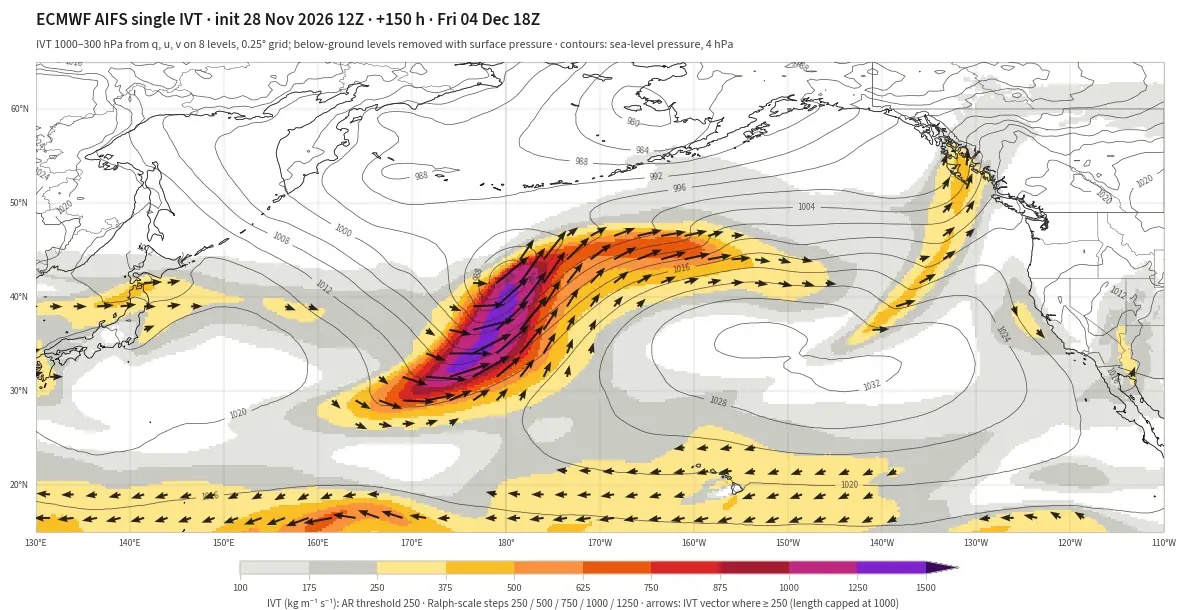 ECMWF AIFS single IVT · init 28 Nov 2026 12Z · +150 h · Fri 04 Dec 18Z
IVT 1000–300 hPa from q, u, v on 8 levels, 0.25° grid; below-ground levels removed with surface pressure · contours: sea-level pressure, 4 hPa
60°N
980
984
988
992
988
996
1024
1020
1020
1020
50°N
1004
1000
1008
1016
1012
1012
40°N
1024
1032
30°N
1028
1020
1020
20°N
130°E 140°E 150°E 160°E 170°E 180° 170°W 160°W 150°W 140°W 130°W 120°W 110°W
100 175 250 375 500 625 750 875 1000 1250 1500
IVT (kg m⁻¹ s⁻¹): AR threshold 250 · Ralph-scale steps 250 / 500 / 750 / 1000 / 1250 · arrows: IVT vector where ≥ 250 (length capped at 1000)